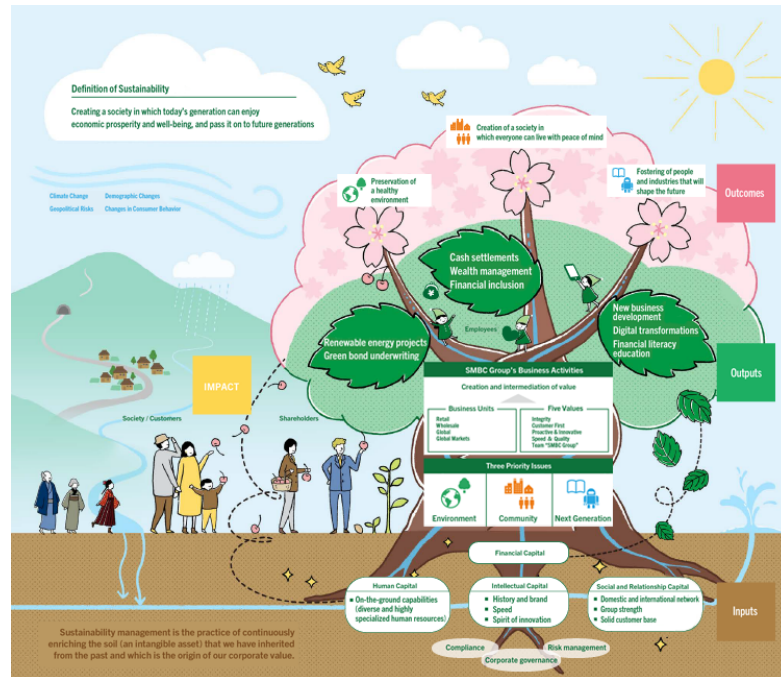 Definition of Sustainability
Creating a society in which today's generation can enjoy
economic prosperity and well-being, and pass it on to future generations
Creation of a society in
which everyone can live with peace of mind
Preservation of
a healthy
environment
Fostering of people
and industries that will
shape the future
Outcomes
Climate Change
Demographic Changes
Geopolitical Risks
Changes in Consumer Behavior
Cash settlements
Wealth management
Financial inclusion
New business
development
Digital transformations
Financial literacy
education
Employees
Renewable energy projects
Green bond underwriting
Outputs
IMPACT
SMBC Group's Business Activities
Creation and intermediation of value
Business Units
Retail
Wholesale
Global
Global Markets
Five Values
Integrity
Customer First
Proactive & Innovative
Speed & Quality
Team "SMBC Group"
Society / Customers
Shareholders
Three Priority Issues
Environment
Community
Next Generation
Financial Capital
Human Capital
• On-the-ground capabilities
(diverse and highly
specialized human resources)
Intellectual Capital
• History and brand
• Speed
• Spirit of innovation
Social and Relationship Capital
• Domestic and international network
• Group strength
• Solid customer base
Inputs
Sustainability management is the practice of continuously
enriching the soil (an intangible asset) that we have inherited
from the past and which is the origin of our corporate value.
Compliance
Risk management
Corporate governance